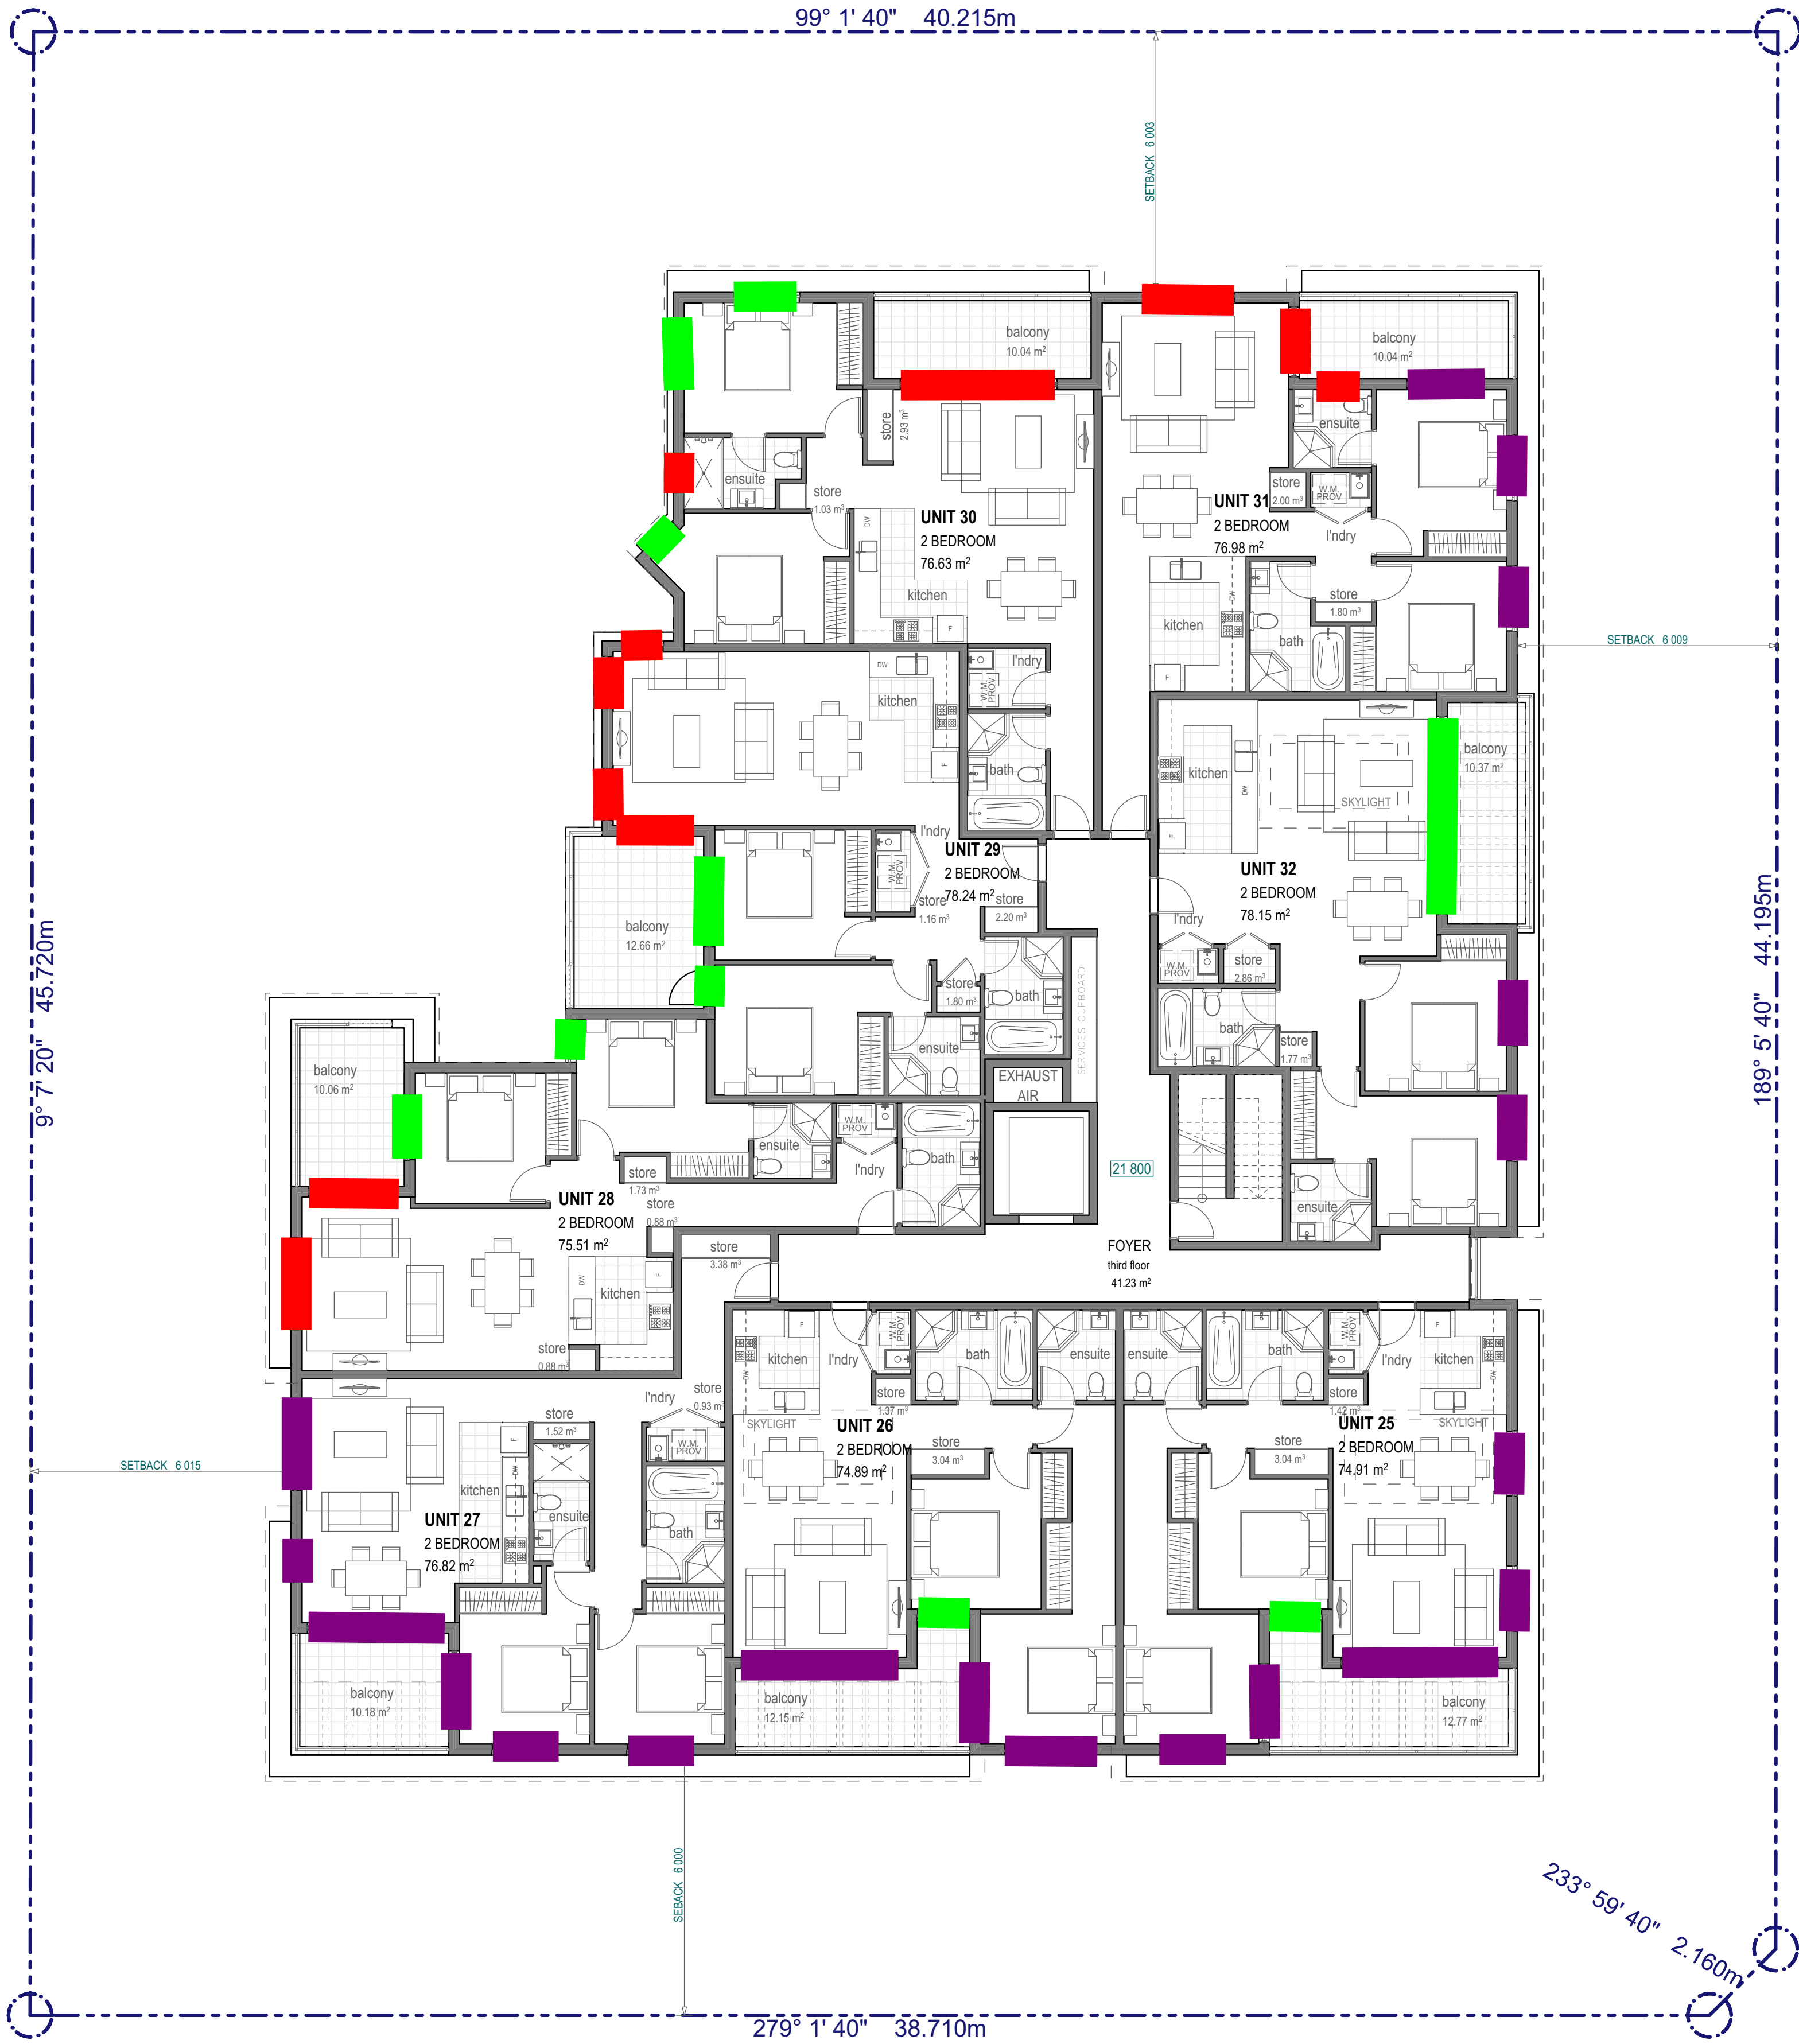 99° 1' 40"    40.215m
SETBACK   6 003
balcony
10.04 m²
balcony
10.04 m²
store
2.93 m³
ensuite
ensuite
store
1.03 m³
DW
UNIT 30
2 BEDROOM
76.63 m²
kitchen
F
UNIT 31
2 BEDROOM
76.98 m²
store
2.00 m³
W.M.
PROV
l'ndry
store
1.80 m³
DW
kitchen
bath
F
SETBACK   6 009
DW
kitchen
F
l'ndry
W.M.
PROV
bath
balcony
10.37 m²
kitchen
DW
F
SKYLIGHT
l'ndry
W.M.
PROV
UNIT 29
2 BEDROOM
78.24 m²
store
1.16 m³
store
2.20 m³
UNIT 32
2 BEDROOM
78.15 m²
l'ndry
W.M.
PROV
store
2.86 m³
balcony
12.66 m²
store
1.80 m³
bath
SERVICES CUPBOARD
bath
store
1.77 m³
9° 7' 20"    45.720m
189° 5' 40"    44.195m
ensuite
EXHAUST
AIR
balcony
10.06 m²
W.M.
PROV
ensuite
l'ndry
bath
21 800
store
1.73 m³
store
0.88 m³
UNIT 28
2 BEDROOM
75.51 m²
ensuite
store
3.38 m³
FOYER
third floor
41.23 m²
DW
kitchen
F
store
0.88 m³
kitchen
F
DW
W.M.
PROV
l'ndry
bath
ensuite
ensuite
bath
W.M.
PROV
l'ndry
F
kitchen
DW
store
1.37 m³
store
1.42 m³
l'ndry
store
0.93 m³
W.M.
PROV
store
1.52 m³
F
DW
kitchen
SKYLIGHT
UNIT 26
2 BEDROOM
74.89 m²
store
3.04 m³
store
3.04 m³
UNIT 25
2 BEDROOM
74.91 m²
SKYLIGHT
SETBACK   6 015
UNIT 27
2 BEDROOM
76.82 m²
ensuite
bath
balcony
10.18 m²
balcony
12.15 m²
balcony
12.77 m²
SEBACK   6 000
233° 59' 40"   2.160m
279° 1' 40"    38.710m